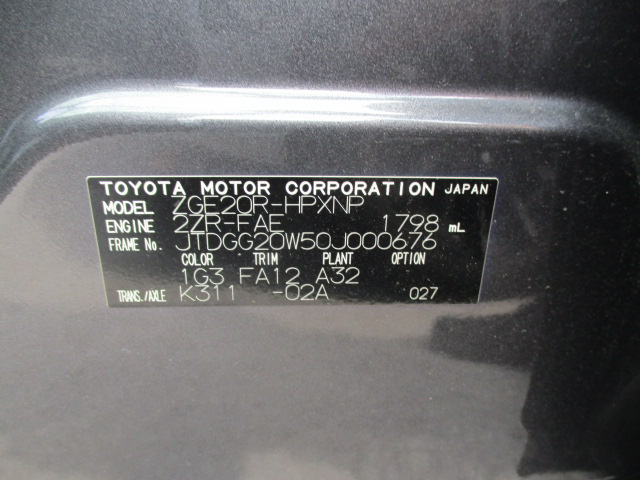 TOYOTA MOTOR CORPORATION JAPAN
MODEL ZGE20R-HPXNP
ENGINE 2ZR-FAE 1798 mL
FRAME No. JTDGG20W50J000676
COLOR TRIM PLANT OPTION
1G3 FA12 A32
TRANS./AXLE K311 -02A 027